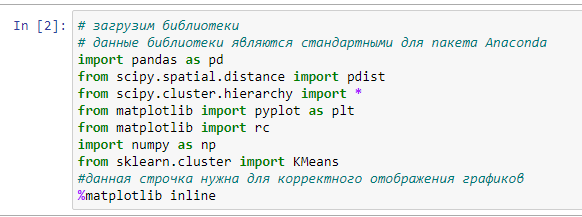 In [2]: # загрузим библиотеки
# данные библиотеки являются стандартными для пакета Anaconda
import pandas as pd
from scipy.spatial.distance import pdist
from scipy.cluster.hierarchy import *
from matplotlib import pyplot as plt
from matplotlib import rc
import numpy as np
from sklearn.cluster import KMeans
#данная строчка нужна для корректного отображения графиков
%matplotlib inline